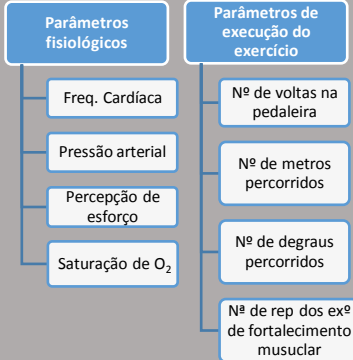 Parâmetros
fisiológicos
Freq. Cardíaca
Pressão arterial
Percepção de
esforço
Saturação de O₂
Parâmetros de
execução do
exercício
Nº de voltas na
pedaleira
Nº de metros
percorridos
Nº de degraus
percorridos
Nª de rep dos exº
de fortalecimento
musuclar